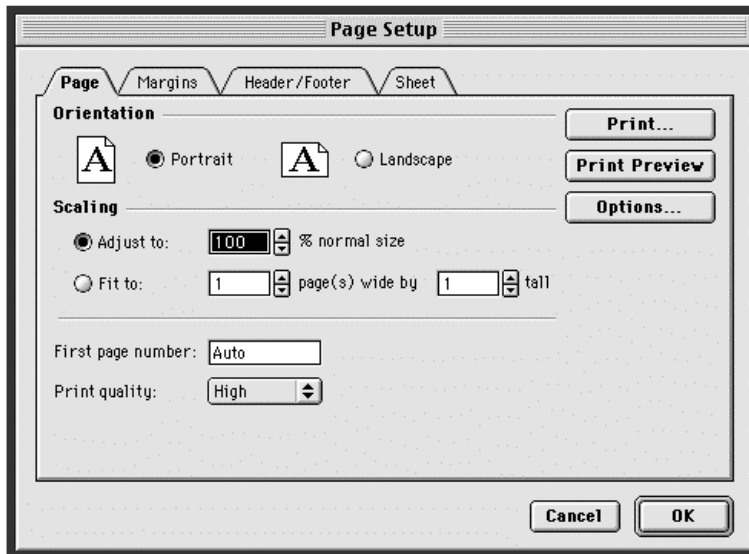 Page Setup
Page Margins Header/Footer Sheet
Orientation
Print...
A Portrait A Landscape
Print Preview
Scaling
Options...
Adjust to: 100 % normal size
Fit to: 1 page(s) wide by 1 tall
First page number: Auto
Print quality: High
Cancel OK